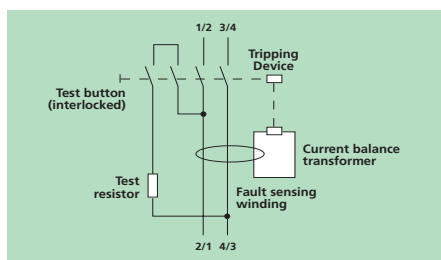 1/2 3/4
Tripping
Device
Test button
(interlocked)
Current balance
transformer
Test
resistor
Fault sensing
winding
2/1 4/3